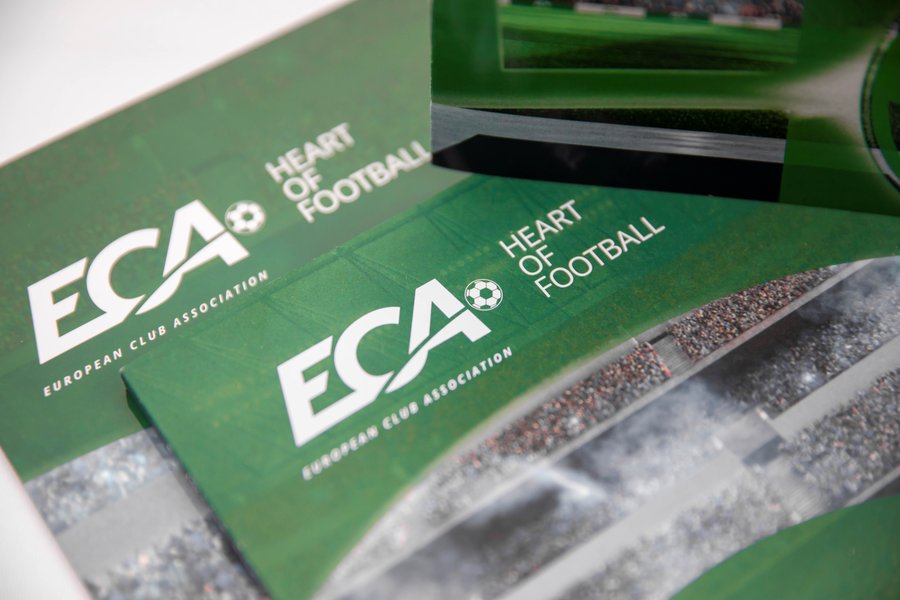 ECA
EUROPEAN CLUB ASSOCIATION
HEART
OF
FOOTBALL
ECA
EUROPEAN CLUB ASSOCIATION
HEART
OF
FOOTBALL